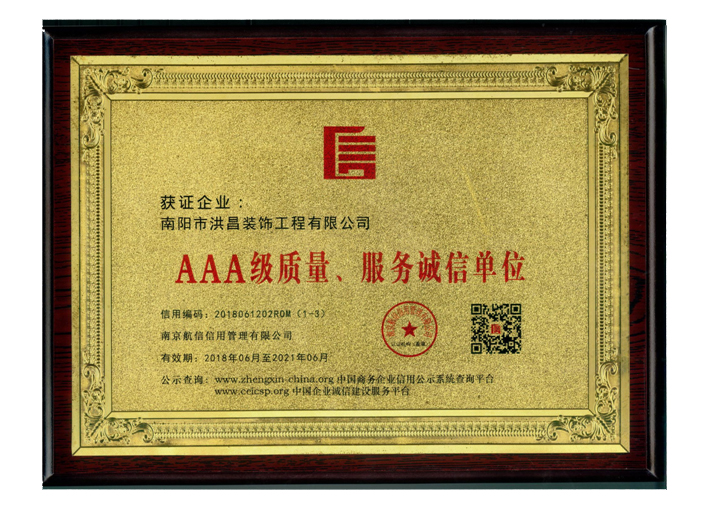 获证企业：
南阳市洪昌装饰工程有限公司
AAA级质量、服务诚信单位
信用编码：2018061202ROM（1-3）
南京航信信用管理有限公司
有效期：2018年06月至2021年06月
公示查询：www.zhengxin-china.org 中国商务企业信用公示系统查询平台
www.ceicsp.org 中国企业诚信建设服务平台